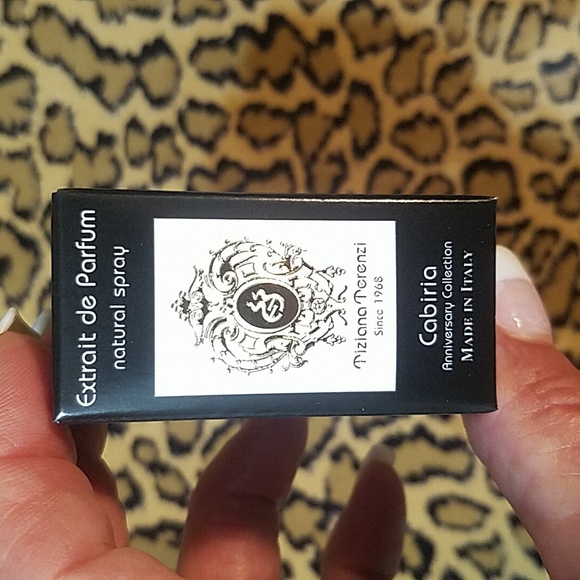 Extrait de Parfum
natural spray
Tiziana Terenzi
Since 1968
Cabiria
Anniversary Collection
MADE IN ITALY